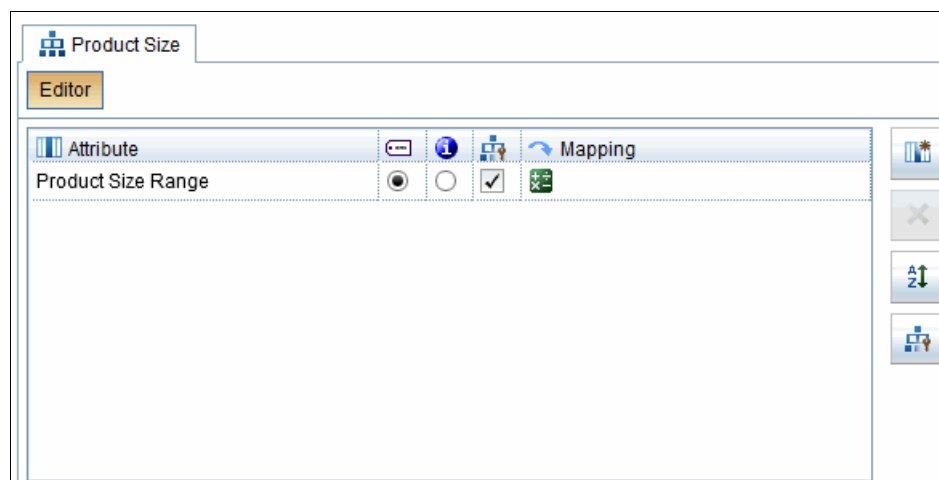 Product Size
Editor
Attribute Mapping
Product Size Range
A
Z